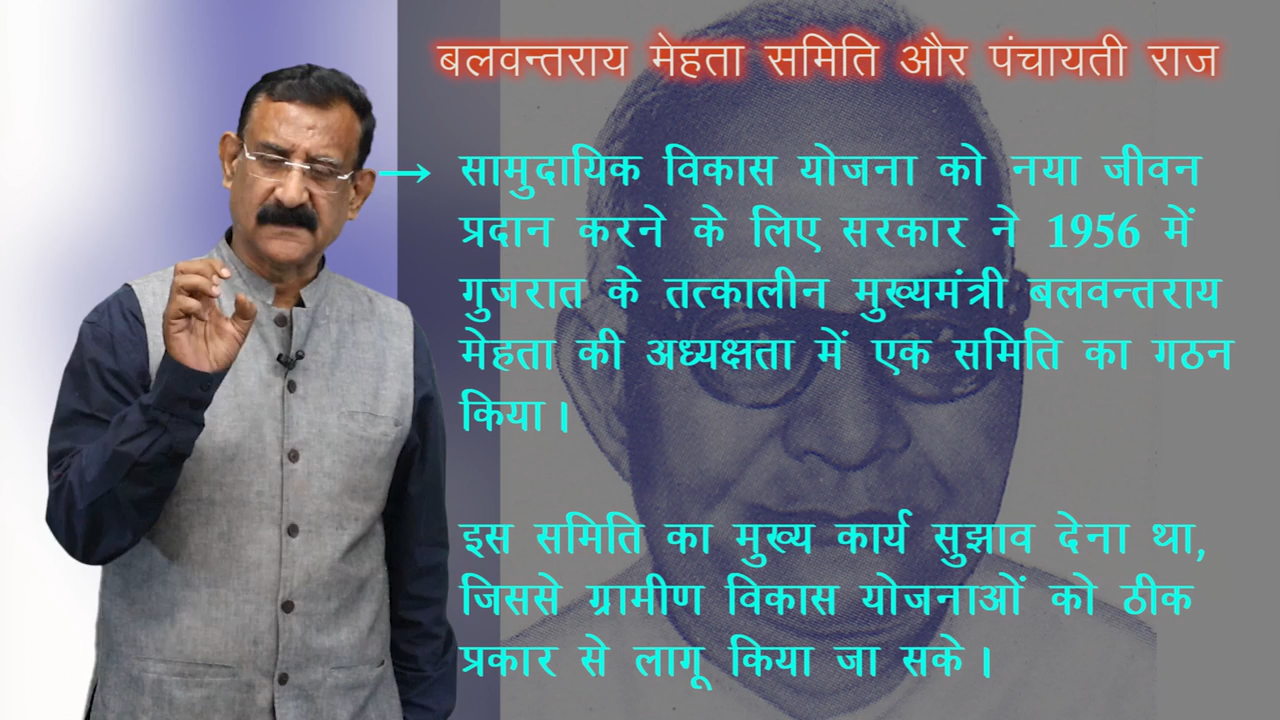 बलवन्तराय मेहता समिति और पंचायती राज
→ सामुदायिक विकास योजना को नया जीवन
प्रदान करने के लिए सरकार ने 1956 में
गुजरात के तत्कालीन मुख्यमंत्री बलवन्तराय
मेहता की अध्यक्षता में एक समिति का गठन
किया।
इस समिति का मुख्य कार्य सुझाव देना था,
जिससे ग्रामीण विकास योजनाओं को ठीक
प्रकार से लागू किया जा सके।